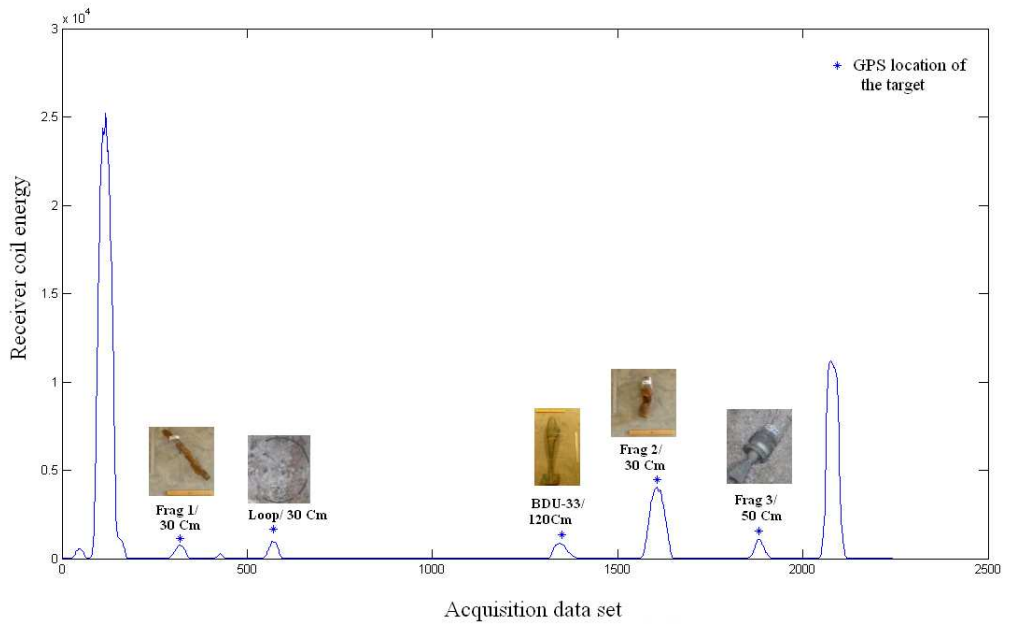 x 10⁴
3
2.5
2
1.5
1
0.5
0
Receiver coil energy
* GPS location of
the target
Frag 1/
30 Cm
Loop/ 30 Cm
BDU-33/
120Cm
Frag 2/
30 Cm
Frag 3/
50 Cm
0 500 1000 1500 2000 2500
Acquisition data set